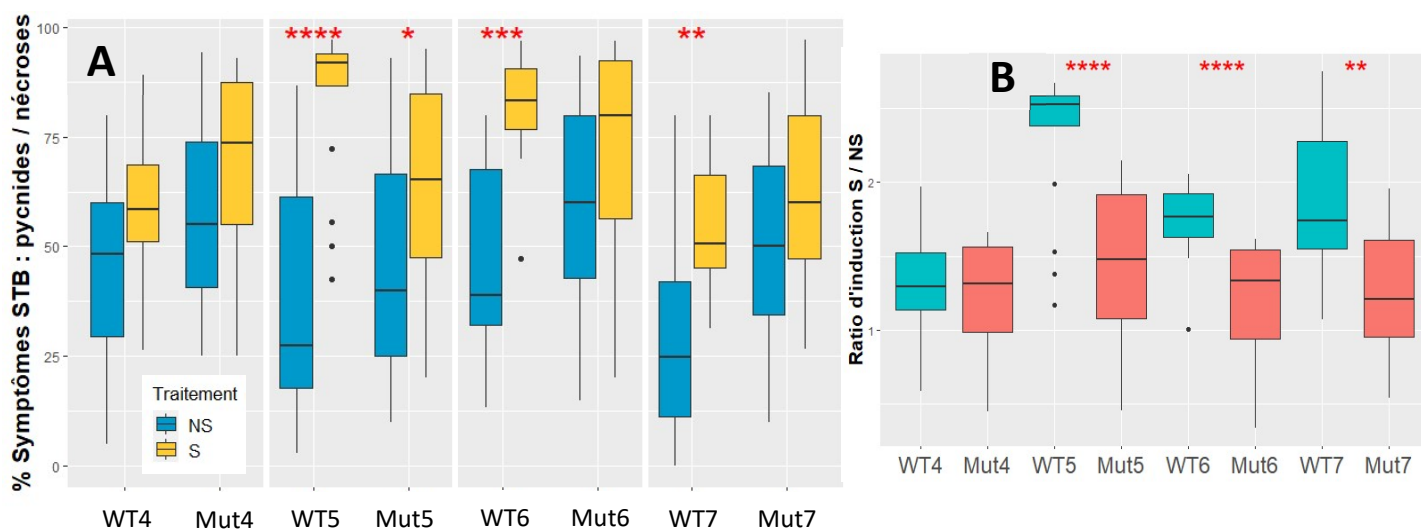 A
****
*
***
**
% Symptômes STB : pycnides / nécroses
100
75
50
25
0
Traitement
NS
S
WT4 Mut4 WT5 Mut5 WT6 Mut6 WT7 Mut7
B
****
****
**
Ratio d'induction S / NS
2
1
WT4 Mut4 WT5 Mut5 WT6 Mut6 WT7 Mut7